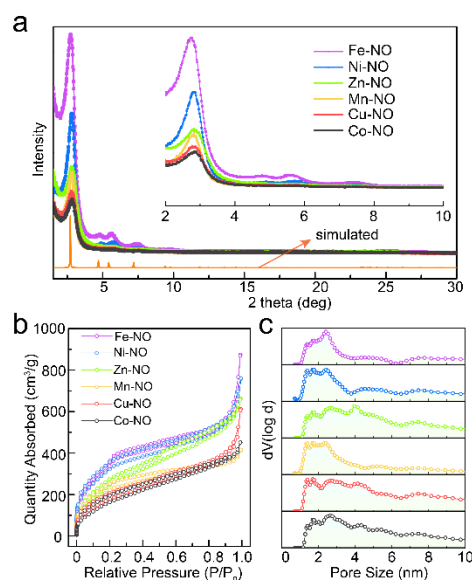 a
Fe-NO
Ni-NO
Zn-NO
Mn-NO
Cu-NO
Co-NO
Intensity
2 4 6 8 10
simulated
5 10 15 20 25 30
2 theta (deg)
b
1000
800
600
400
200
0
Quantity Absorbed (cm³/g)
Fe-NO
Ni-NO
Zn-NO
Mn-NO
Cu-NO
Co-NO
0 0.2 0.4 0.6 0.8 1.0
Relative Pressure (P/P₀)
c
dV(log d)
0 2 4 6 8 10
Pore Size (nm)